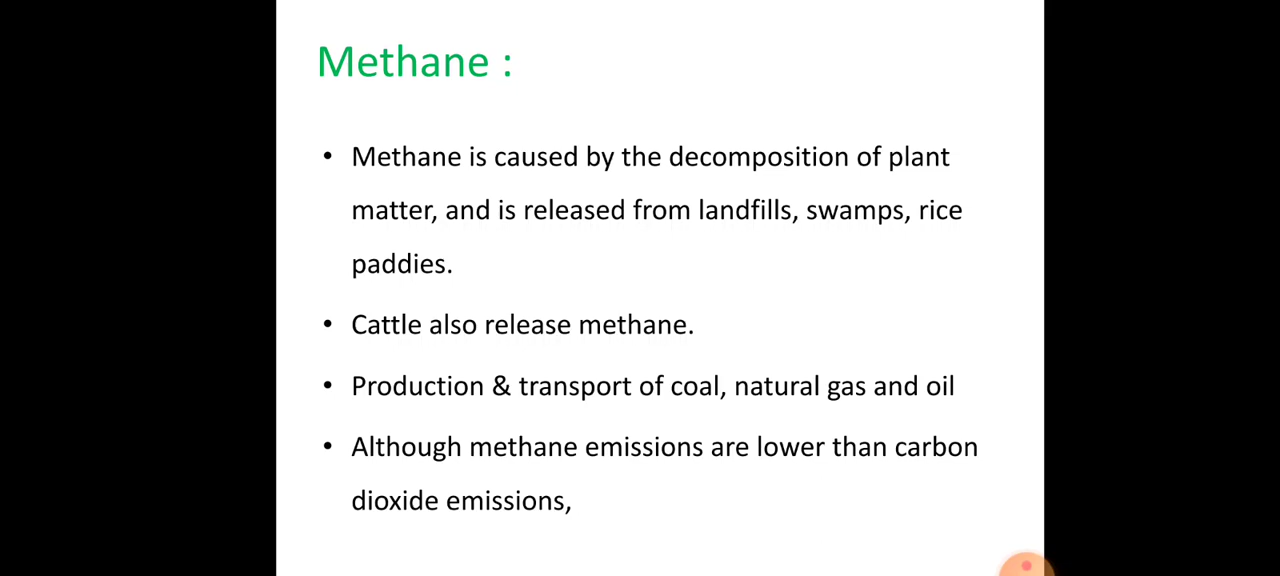 Methane :
• Methane is caused by the decomposition of plant
matter, and is released from landfills, swamps, rice
paddies.
• Cattle also release methane.
• Production & transport of coal, natural gas and oil
• Although methane emissions are lower than carbon
dioxide emissions,